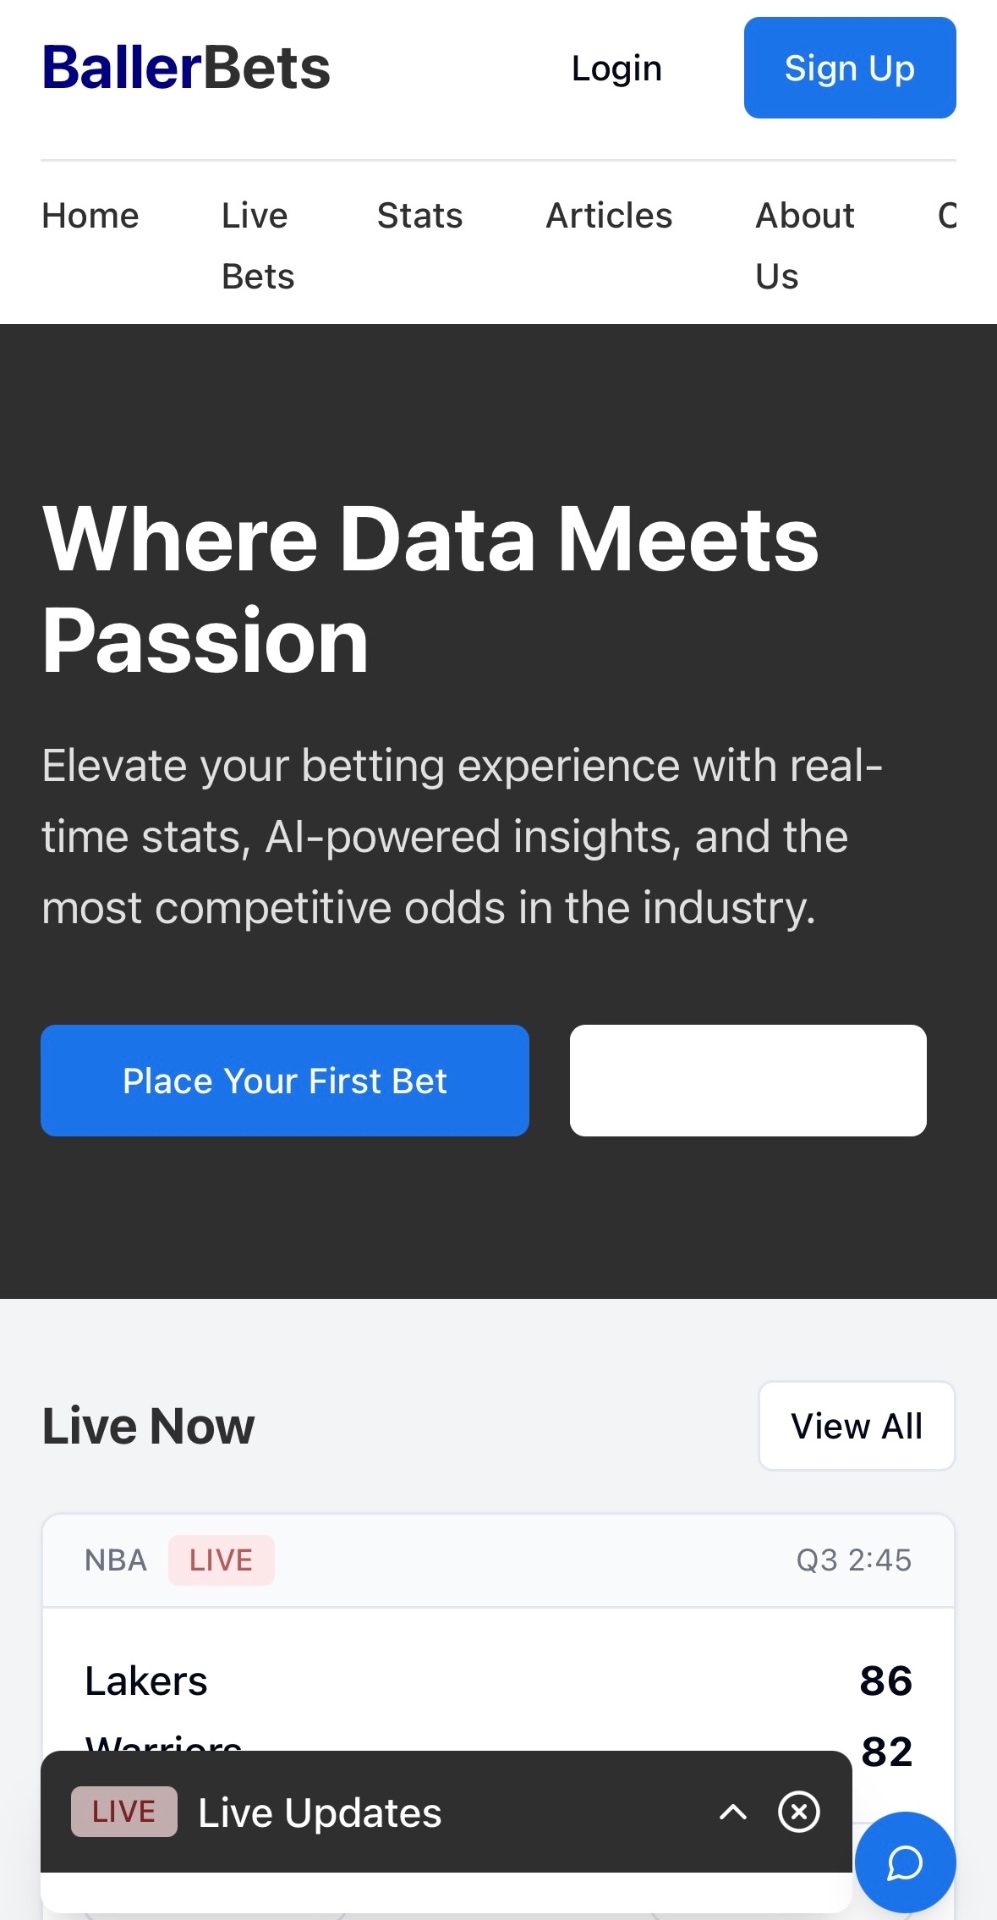 BallerBets
Login
Sign Up
Home
Live
Bets
Stats
Articles
About
Us
Where Data Meets
Passion
Elevate your betting experience with real-
time stats, AI-powered insights, and the
most competitive odds in the industry.
Place Your First Bet
Live Now
View All
NBA LIVE
Q3 2:45
Lakers 86
Warriors 82
LIVE Live Updates